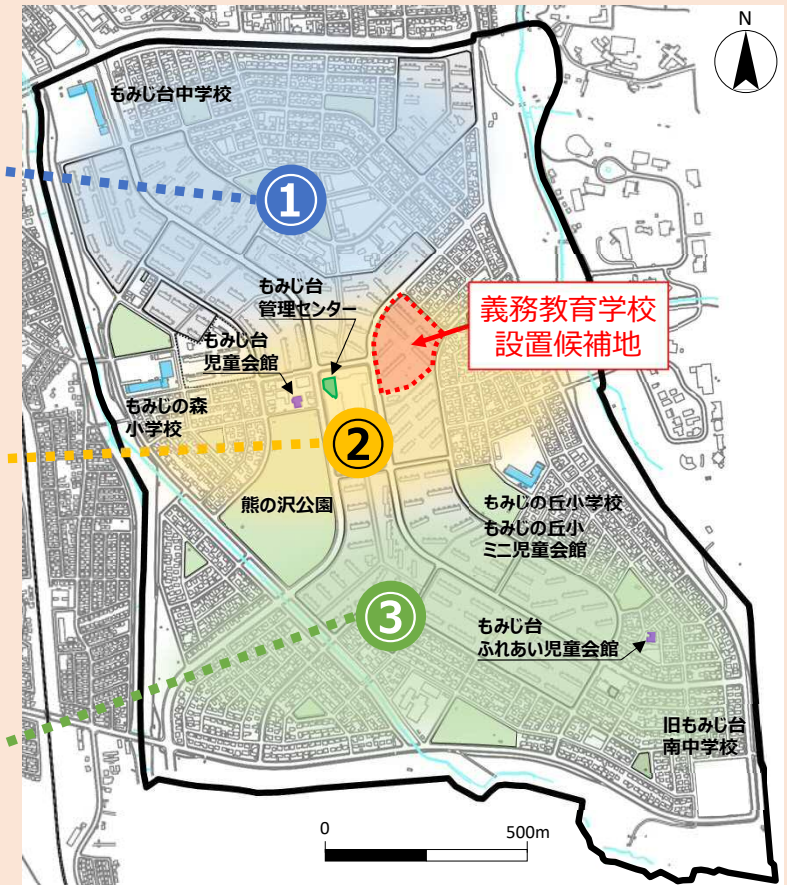 N
もみじ台中学校
①
もみじ台
管理センター
義務教育学校
設置候補地
もみじ台
児童会館
もみじの森
小学校
②
熊の沢公園
もみじの丘小学校
もみじの丘小
ミニ児童会館
③
もみじ台
ふれあい児童会館
旧もみじ台
南中学校
0
500m